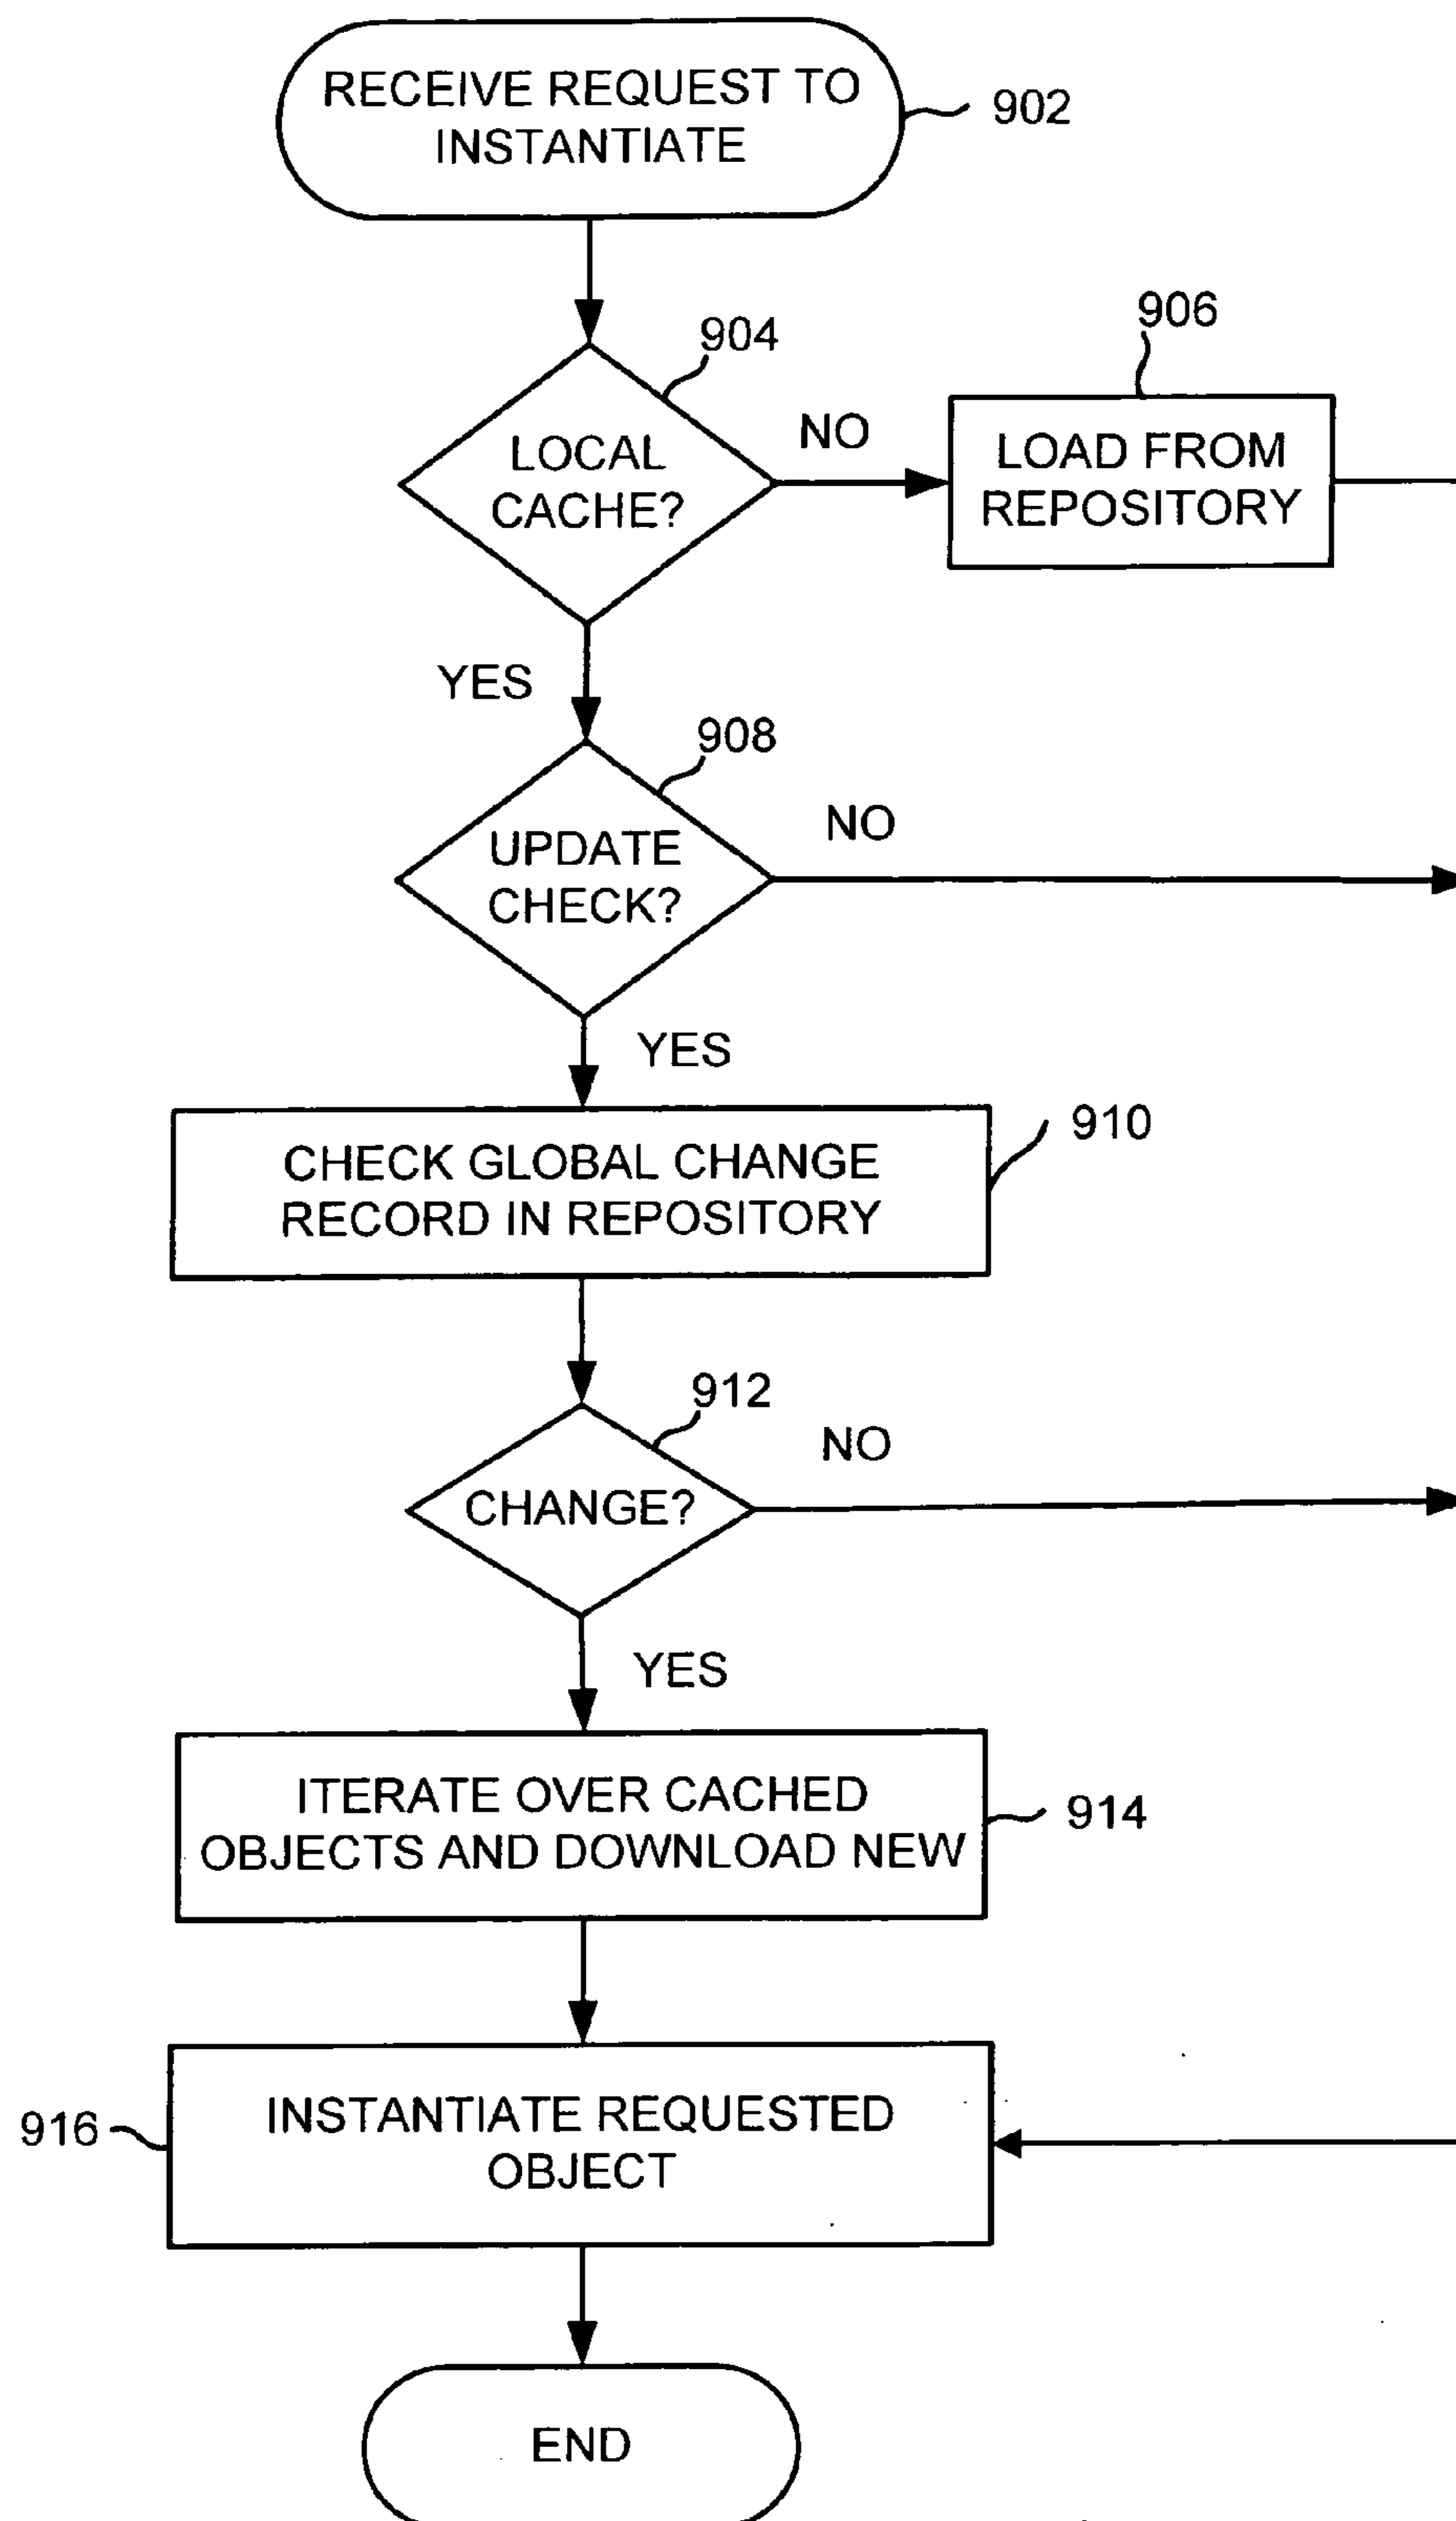 RECEIVE REQUEST TO
INSTANTIATE
902
904
LOCAL
CACHE?
NO
906
LOAD FROM
REPOSITORY
YES
908
UPDATE
CHECK?
NO
YES
910
CHECK GLOBAL CHANGE
RECORD IN REPOSITORY
912
CHANGE?
NO
YES
ITERATE OVER CACHED
OBJECTS AND DOWNLOAD NEW
914
916
INSTANTIATE REQUESTED
OBJECT
END